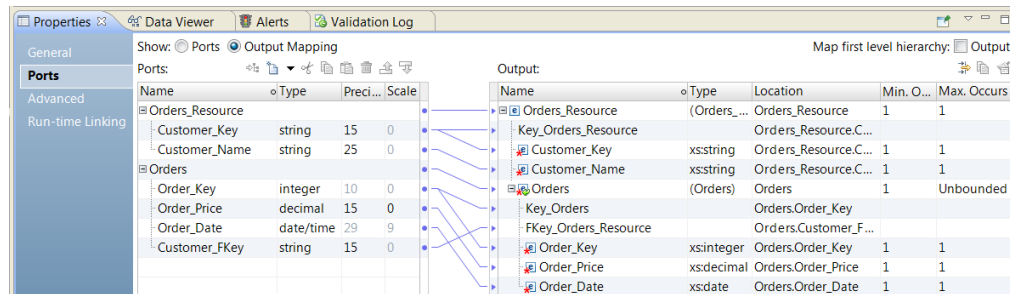 Properties Data Viewer Alerts Validation Log
General
Ports
Advanced
Run-time Linking
Show: Ports Output Mapping Map first level hierarchy: Output
Ports: Output:
Name Type Preci... Scale Name Type Location Min. O... Max. Occurs
Orders_Resource Orders_Resource (Orders_... Orders_Resource 1 1
Customer_Key string 15 0 Key_Orders_Resource Orders_Resource.C...
Customer_Name string 25 0 Customer_Key xs:string Orders_Resource.C... 1 1
Orders Customer_Name xs:string Orders_Resource.C... 1 1
Order_Key integer 10 0 Orders (Orders) Orders 1 Unbounded
Order_Price decimal 15 0 Key_Orders Orders.Order_Key
Order_Date date/time 29 9 FKey_Orders_Resource Orders.Customer_F...
Customer_FKey string 15 0 Order_Key xs:integer Orders.Order_Key 1 1
Order_Price xs:decimal Orders.Order_Price 1 1
Order_Date xs:date Orders.Order_Date 1 1